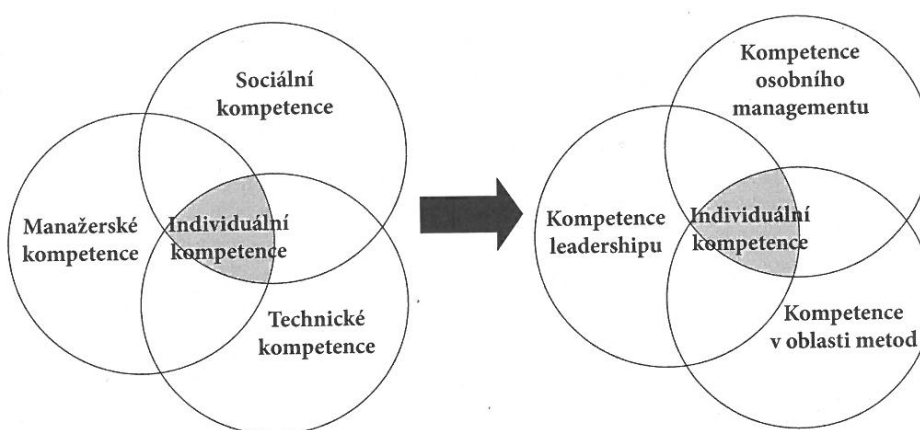 Sociální
kompetence
Manažerské
kompetence
Individuální
kompetence
Technické
kompetence
Kompetence
osobního
managementu
Kompetence
leadershipu
Individuální
kompetence
Kompetence
v oblasti metod